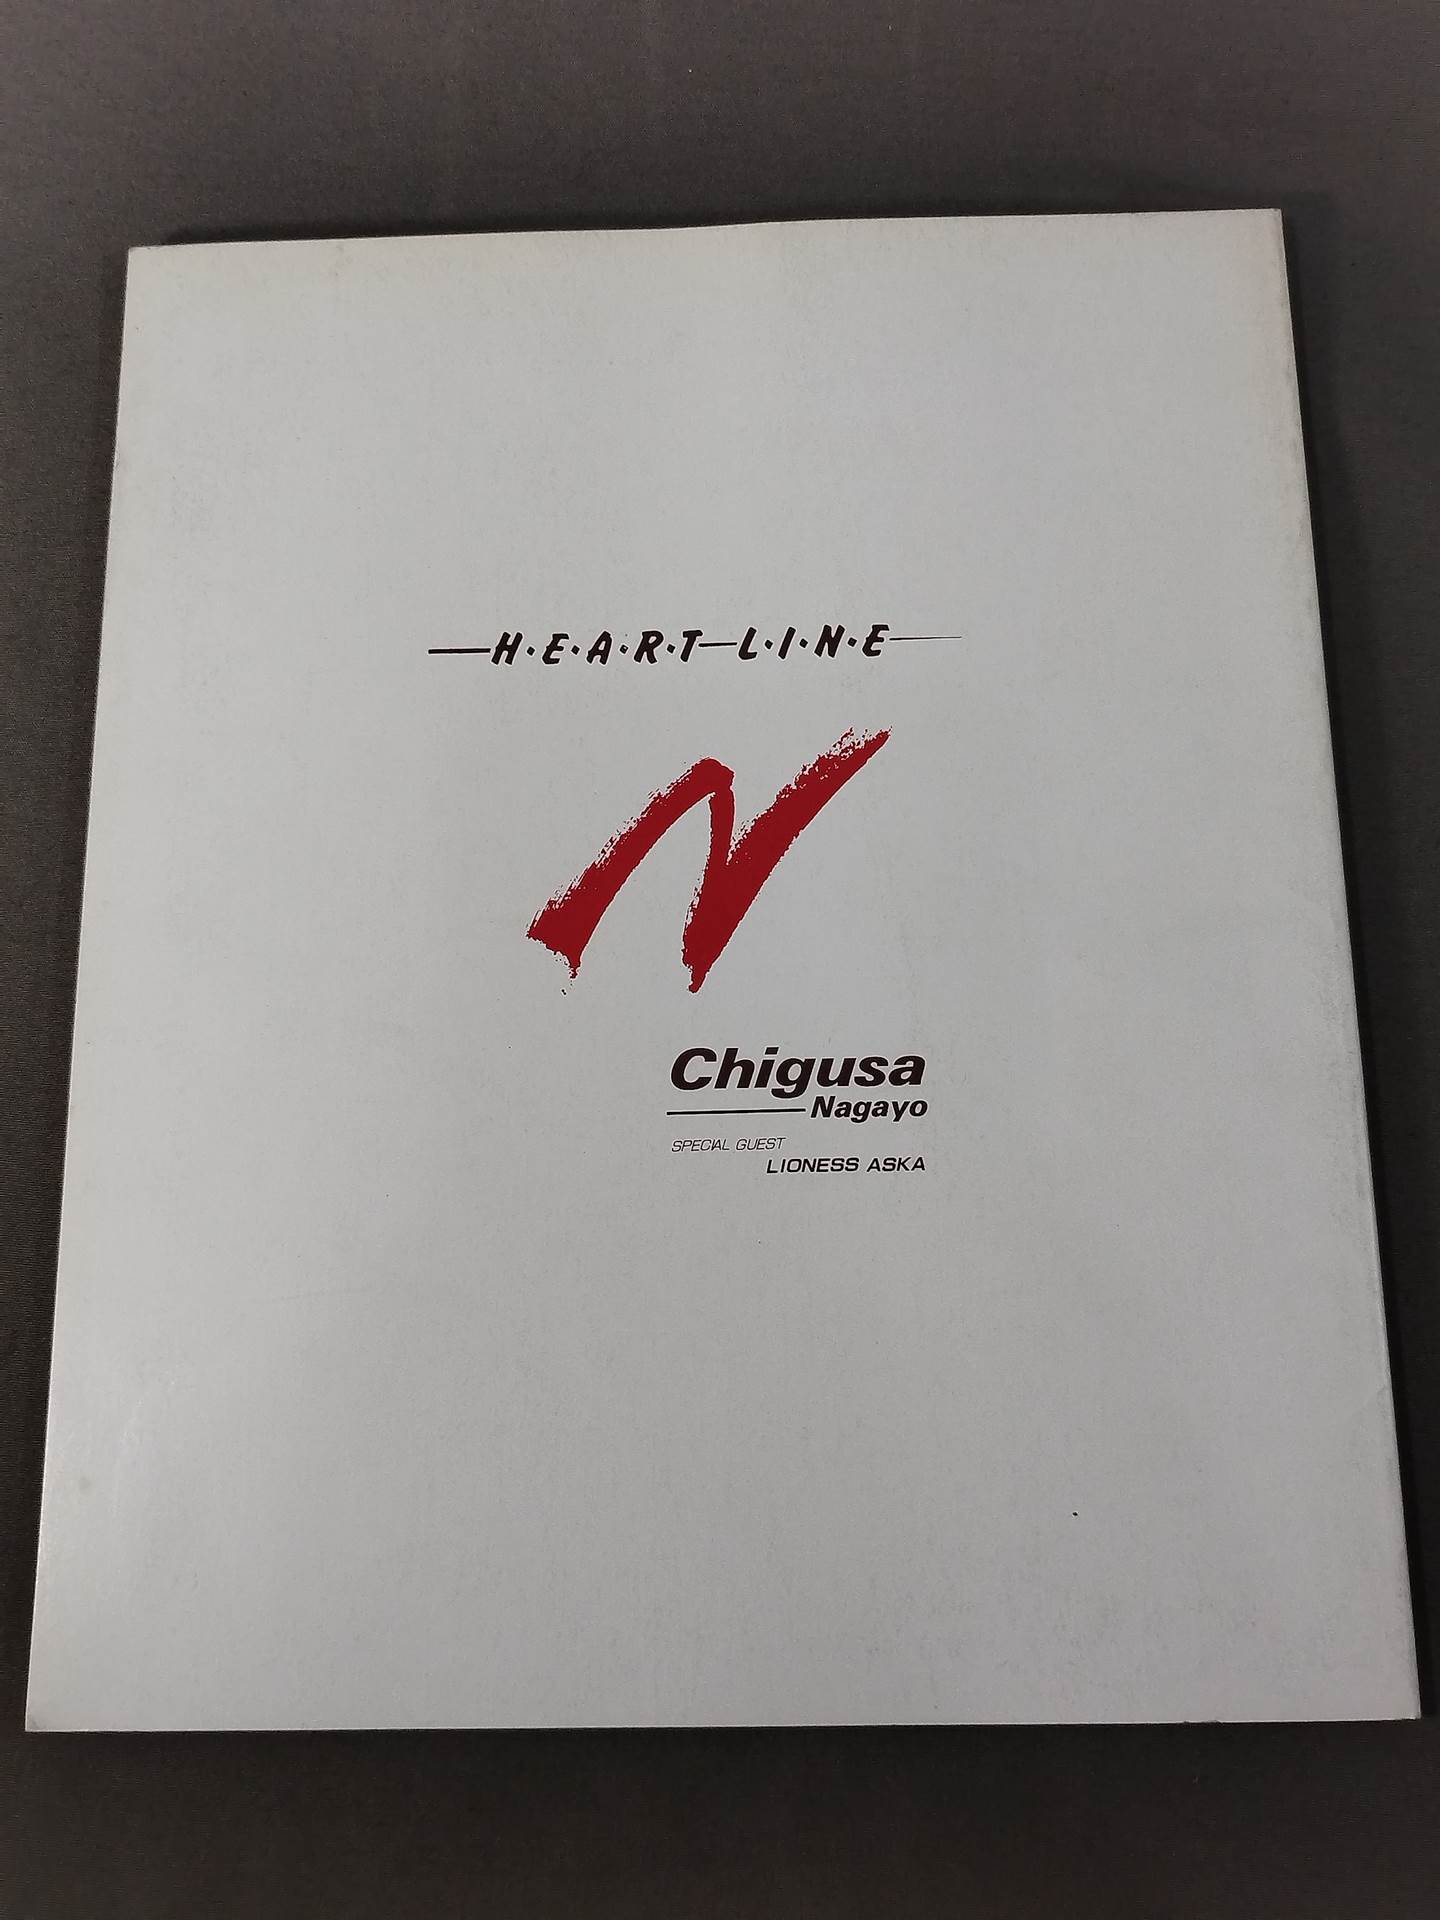 H·E·A·R·T—L·I·N·E
N
Chigusa
Nagayo
SPECIAL GUEST
LIONESS ASKA